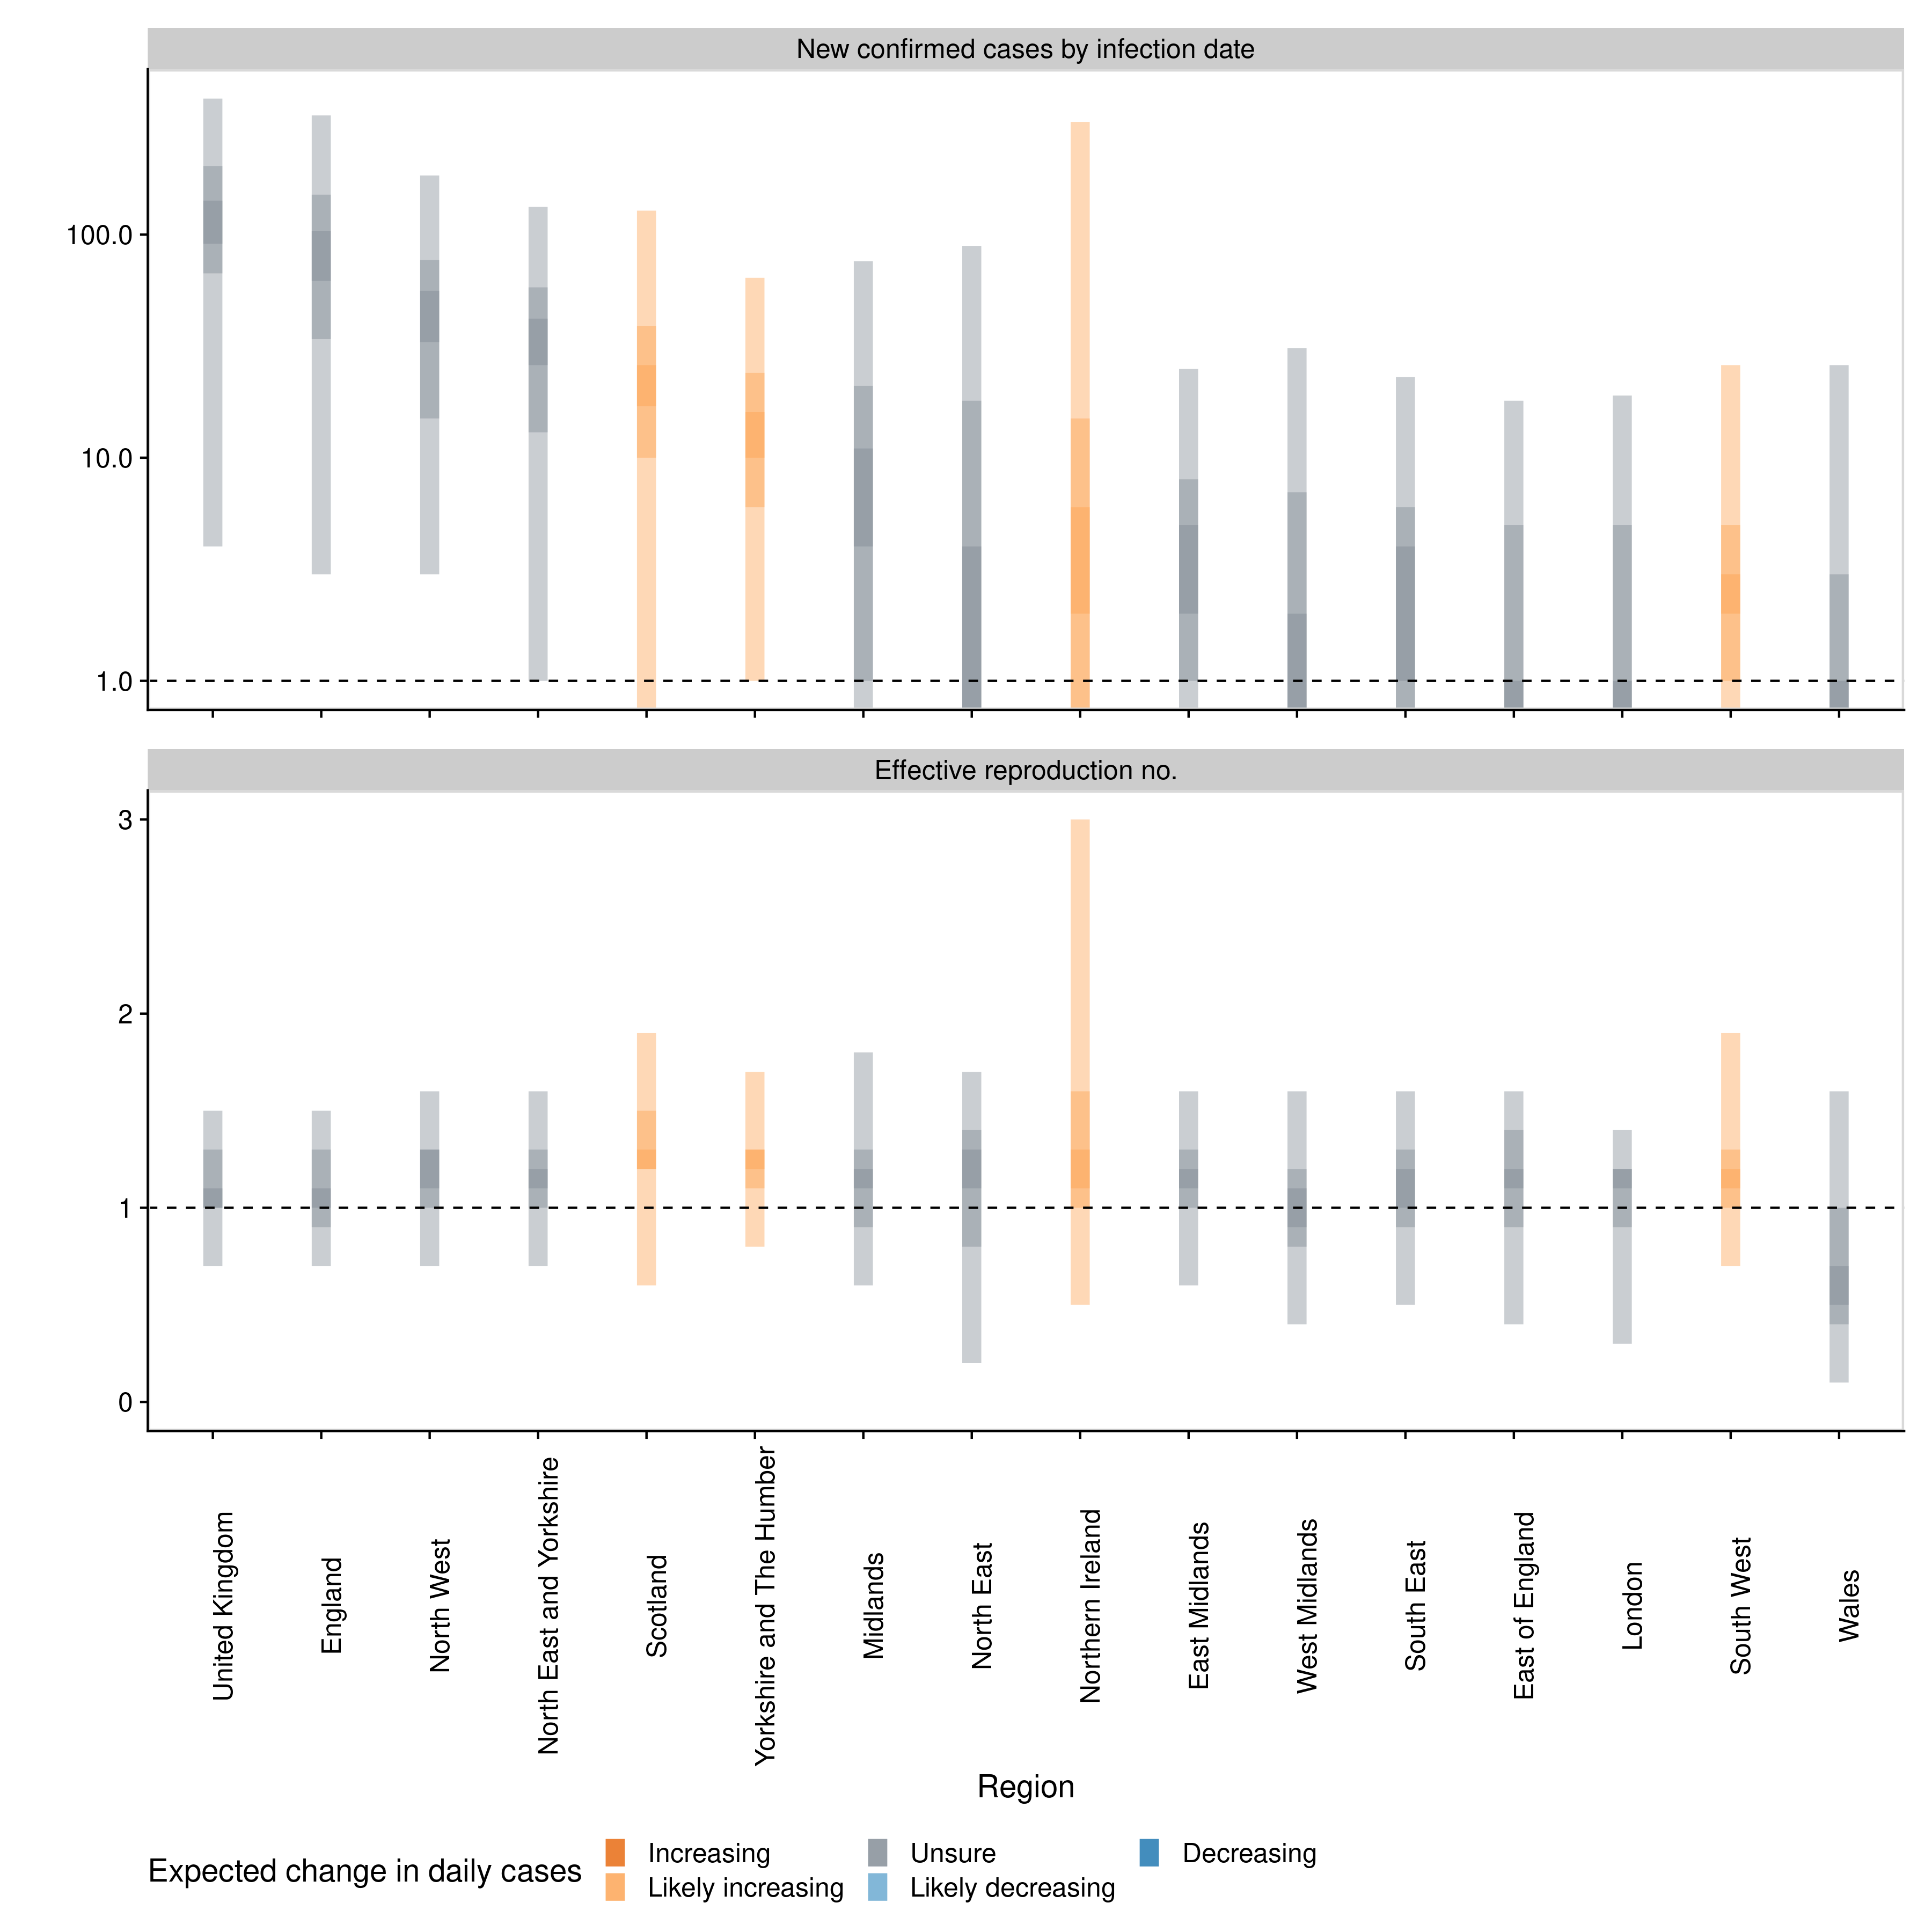 New confirmed cases by infection date
100.0
10.0
1.0
Effective reproduction no.
3
2
1
0
United Kingdom
England
North West
North East and Yorkshire
Scotland
Yorkshire and The Humber
Midlands
North East
Northern Ireland
East Midlands
West Midlands
South East
East of England
London
South West
Wales
Region
Expected change in daily cases
Increasing
Likely increasing
Unsure
Likely decreasing
Decreasing